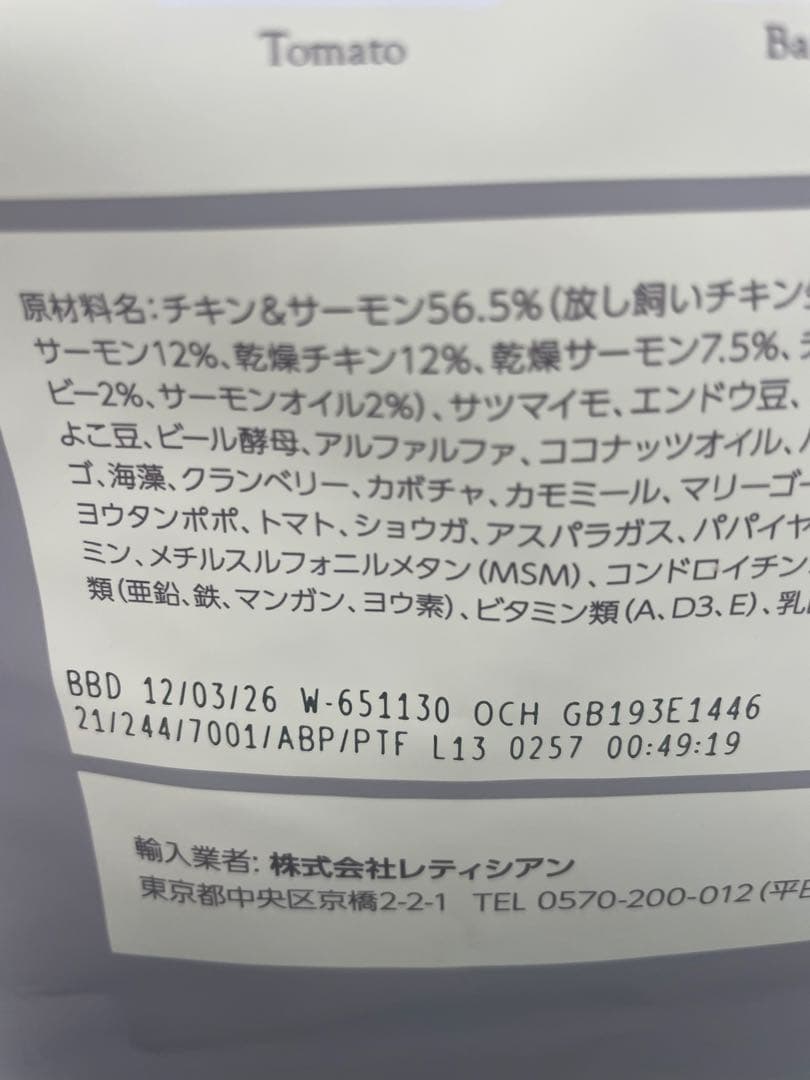 Tomato
Ba
原材料名:チキン&サーモン56.5%(放し飼いチキン
サーモン12%、乾燥チキン12%、乾燥サーモン7.5%、
ビー2%、サーモンオイル2%)、サツマイモ、エンドウ豆、
よこ豆、ビール酵母、アルファルファ、ココナッツオイル、
ゴ、海藻、クランベリー、カボチャ、カモミール、マリーゴー
ヨウタンポポ、トマト、ショウガ、アスパラガス、パパイヤ
ミン、メチルスルフォニルメタン(MSM)、コンドロイチン
類(亜鉛、鉄、マンガン、ヨウ素)、ビタミン類(A、D3、E)、乳
BBD 12/03/26 W-651130 OCH GB193E1446
21/244/7001/ABP/PTF L13 0257 00:49:19
輸入業者: 株式会社レティシアン
東京都中央区京橋2-2-1 TEL 0570-200-012(平日